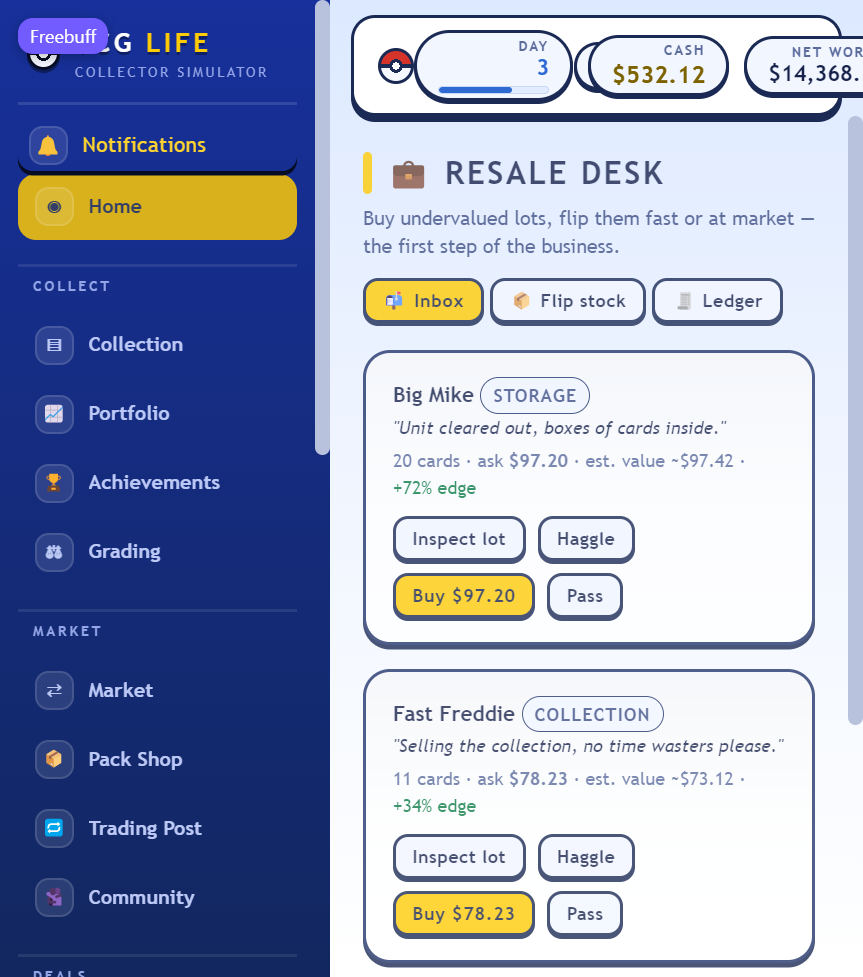 Freebuff
CG LIFE
COLLECTOR SIMULATOR
Notifications
Home
COLLECT
Collection
Portfolio
Achievements
Grading
MARKET
Market
Pack Shop
Trading Post
Community
DEALS
DAY
3
CASH
$532.12
NET WOR
$14,368.
RESALE DESK
Buy undervalued lots, flip them fast or at market —
the first step of the business.
Inbox
Flip stock
Ledger
Big Mike STORAGE
"Unit cleared out, boxes of cards inside."
20 cards · ask $97.20 · est. value ~$97.42 ·
+72% edge
Inspect lot
Haggle
Buy $97.20
Pass
Fast Freddie COLLECTION
"Selling the collection, no time wasters please."
11 cards · ask $78.23 · est. value ~$73.12 ·
+34% edge
Inspect lot
Haggle
Buy $78.23
Pass